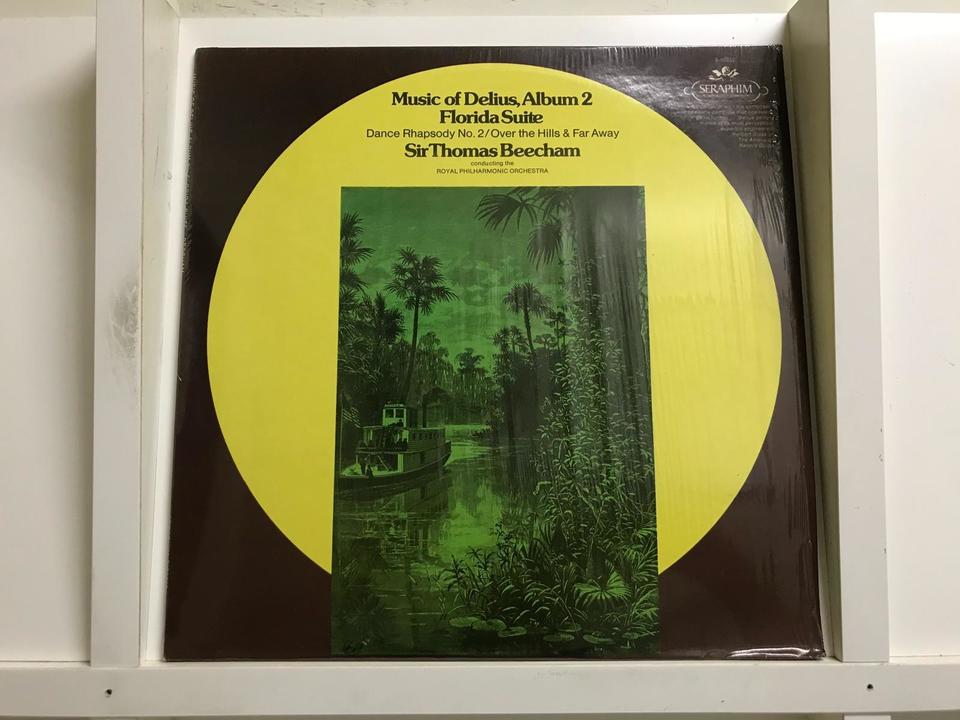 Music of Delius, Album 2
Florida Suite
Dance Rhapsody No. 2/Over the Hills & Far Away
Sir Thomas Beecham
conducting the
ROYAL PHILHARMONIC ORCHESTRA
SERAPHIM